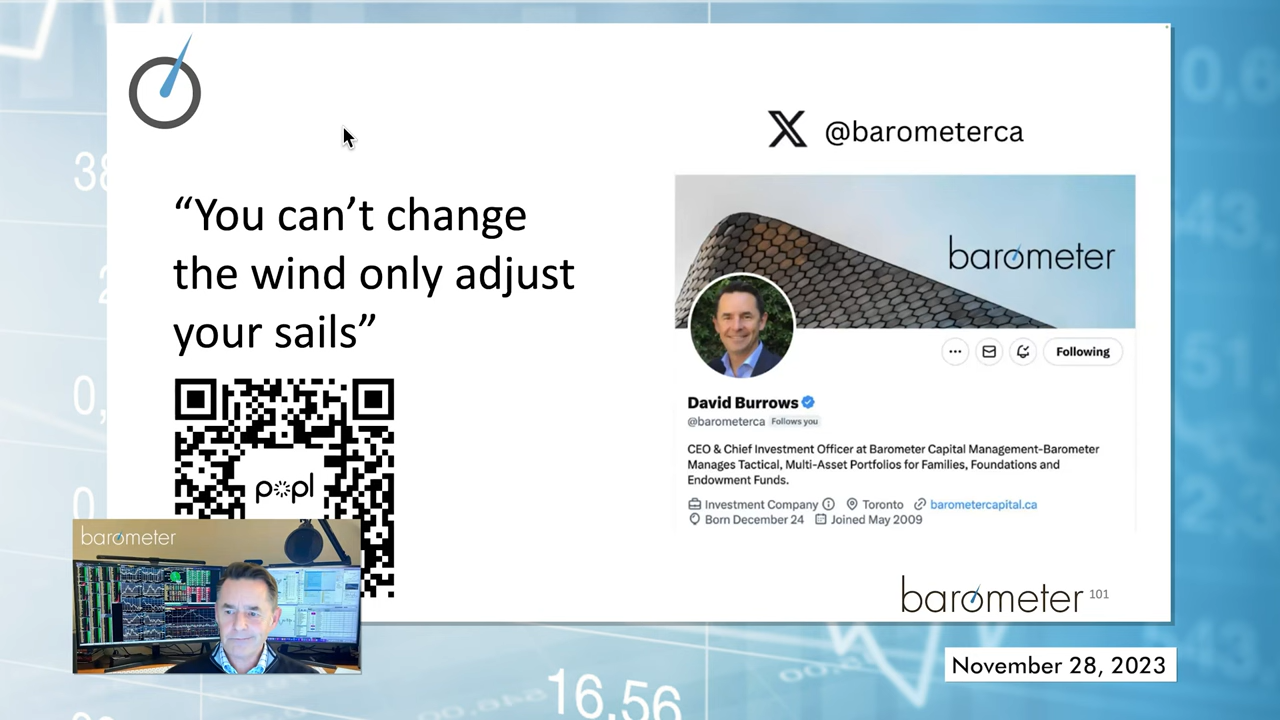 @barometerca
“You can’t change
the wind only adjust
your sails”
popl
barometer
Following
David Burrows
@barometerca Follows you
CEO & Chief Investment Officer at Barometer Capital Management-Barometer
Manages Tactical, Multi-Asset Portfolios for Families, Foundations and
Endowment Funds.
Investment Company Toronto barometercapital.ca
Born December 24 Joined May 2009
barometer
barometer 101
November 28, 2023
16,56